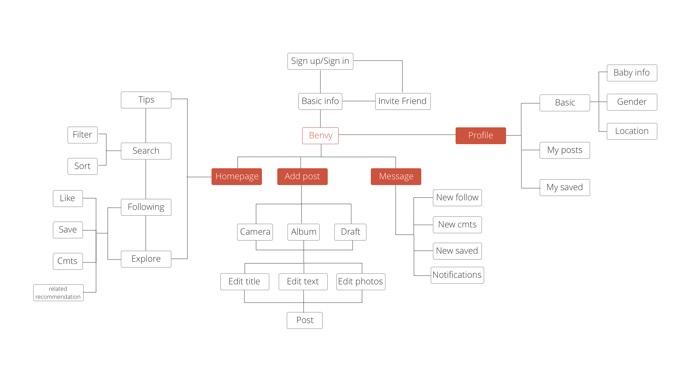 Sign up/Sign in
Basic info
Invite Friend
Benvy
Profile
Basic
Baby info
Gender
Location
My posts
My saved
Homepage
Add post
Message
Tips
Search
Filter
Sort
Following
Explore
Like
Save
Cmts
related
recommendation
Camera
Album
Draft
Edit title
Edit text
Edit photos
Post
New follow
New cmts
New saved
Notifications